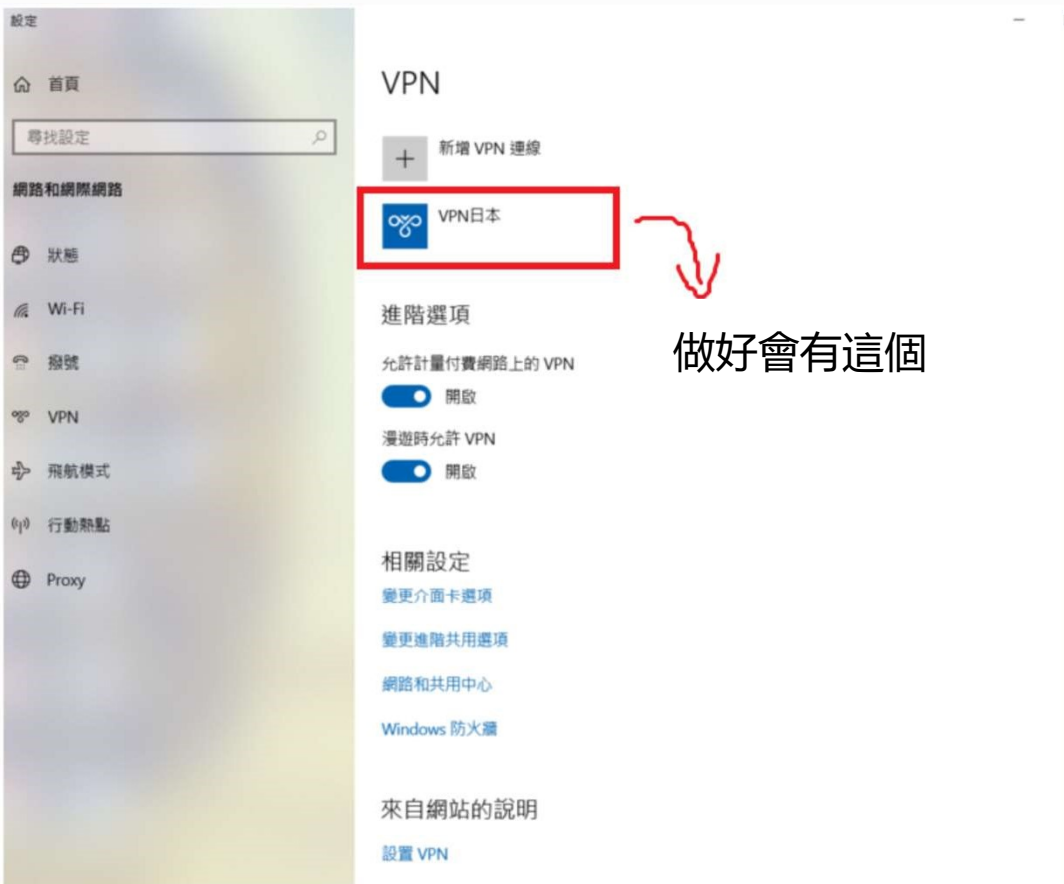 設定
首頁
尋找設定
網路和網際網路
狀態
Wi-Fi
撥號
VPN
飛航模式
行動熱點
Proxy
VPN
新增 VPN 連線
VPN日本
做好會有這個
進階選項
允許計量付費網路上的 VPN
開啟
漫遊時允許 VPN
開啟
相關設定
變更介面卡選項
變更進階共用選項
網路和共用中心
Windows 防火牆
來自網站的說明
設置 VPN